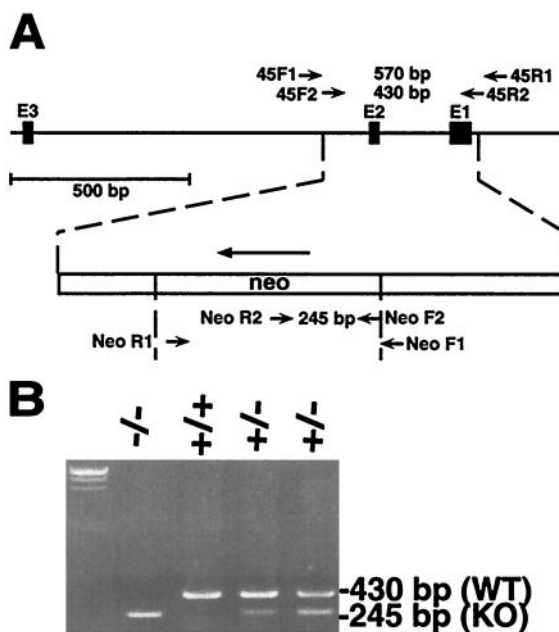 A
45F1 570 bp 45R1
45F2 430 bp 45R2
E3 E2 E1
500 bp
neo
Neo R2 245 bp Neo F2
Neo R1 Neo F1
B
-/- +/+ +/- +/-
-430 bp (WT)
-245 bp (KO)